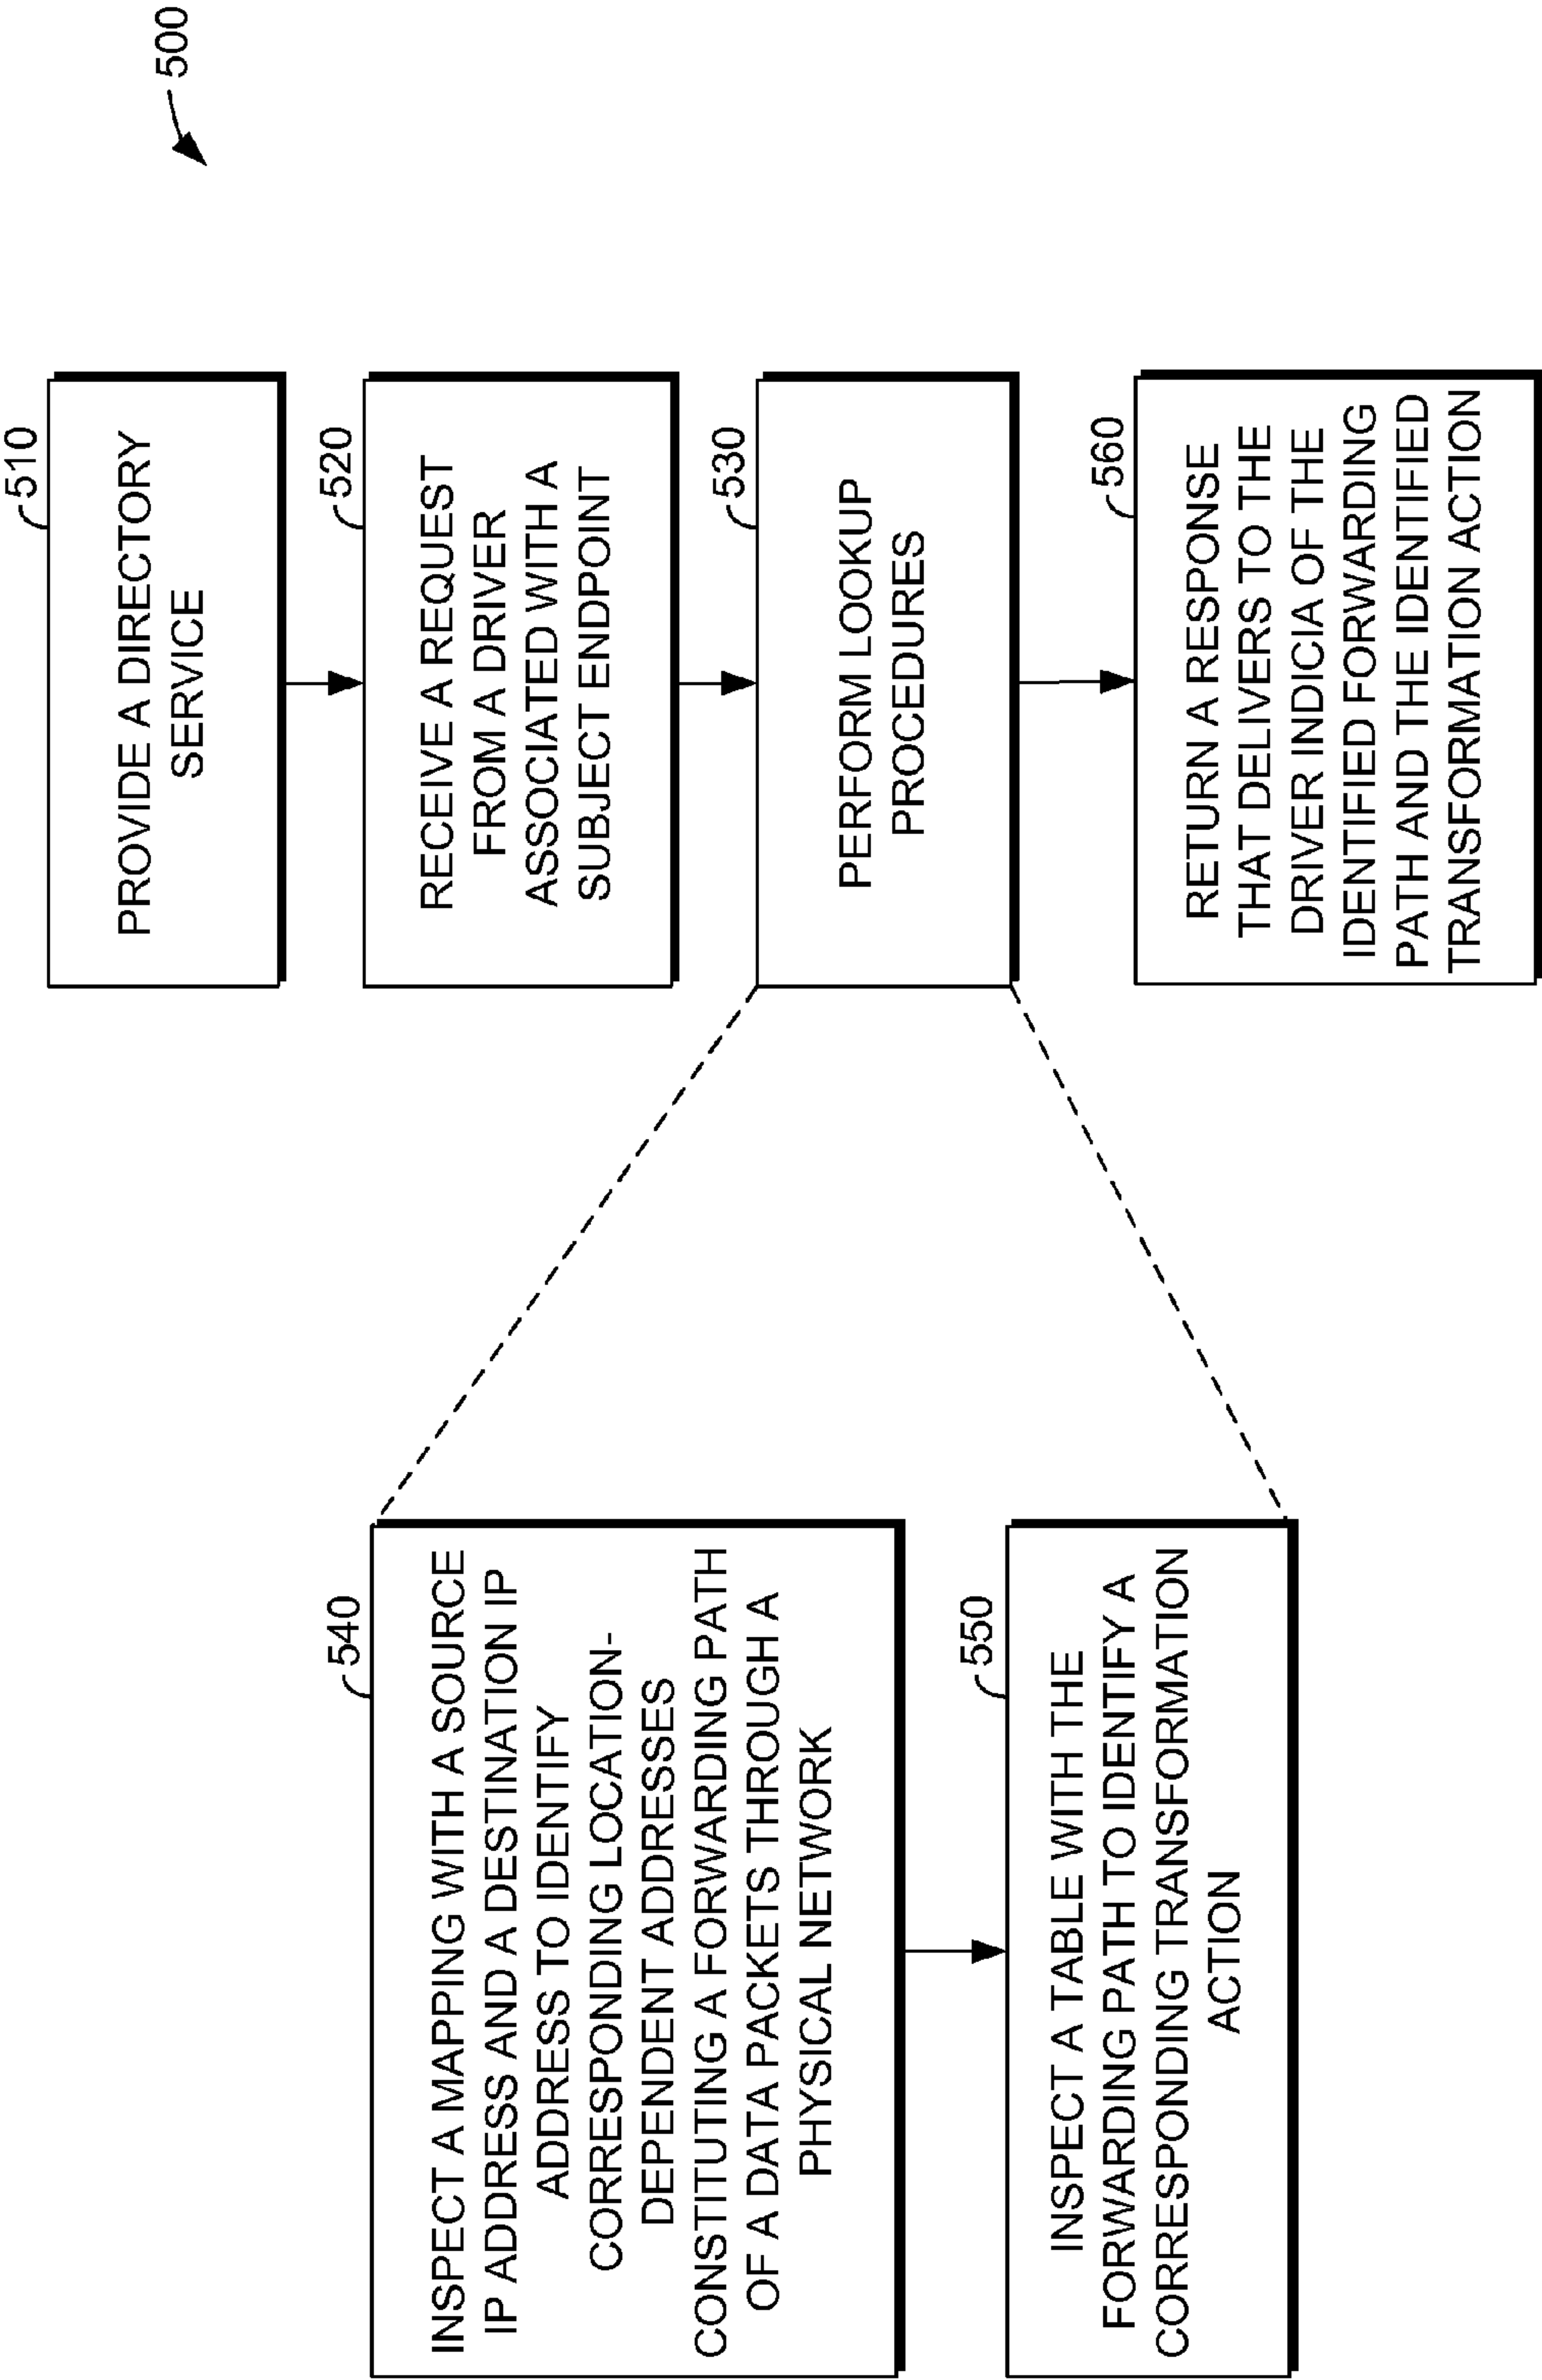 500
510
PROVIDE A DIRECTORY
SERVICE
520
RECEIVE A REQUEST
FROM A DRIVER
ASSOCIATED WITH A
SUBJECT ENDPOINT
530
PERFORM LOOKUP
PROCEDURES
540
INSPECT A MAPPING WITH A SOURCE
IP ADDRESS AND A DESTINATION IP
ADDRESS TO IDENTIFY
CORRESPONDING LOCATION-
DEPENDENT ADDRESSES
CONSTITUTING A FORWARDING PATH
OF A DATA PACKETS THROUGH A
PHYSICAL NETWORK
550
INSPECT A TABLE WITH THE
FORWARDING PATH TO IDENTIFY A
CORRESPONDING TRANSFORMATION
ACTION
560
RETURN A RESPONSE
THAT DELIVERS TO THE
DRIVER INDICIA OF THE
IDENTIFIED FORWARDING
PATH AND THE IDENTIFIED
TRANSFORMATION ACTION